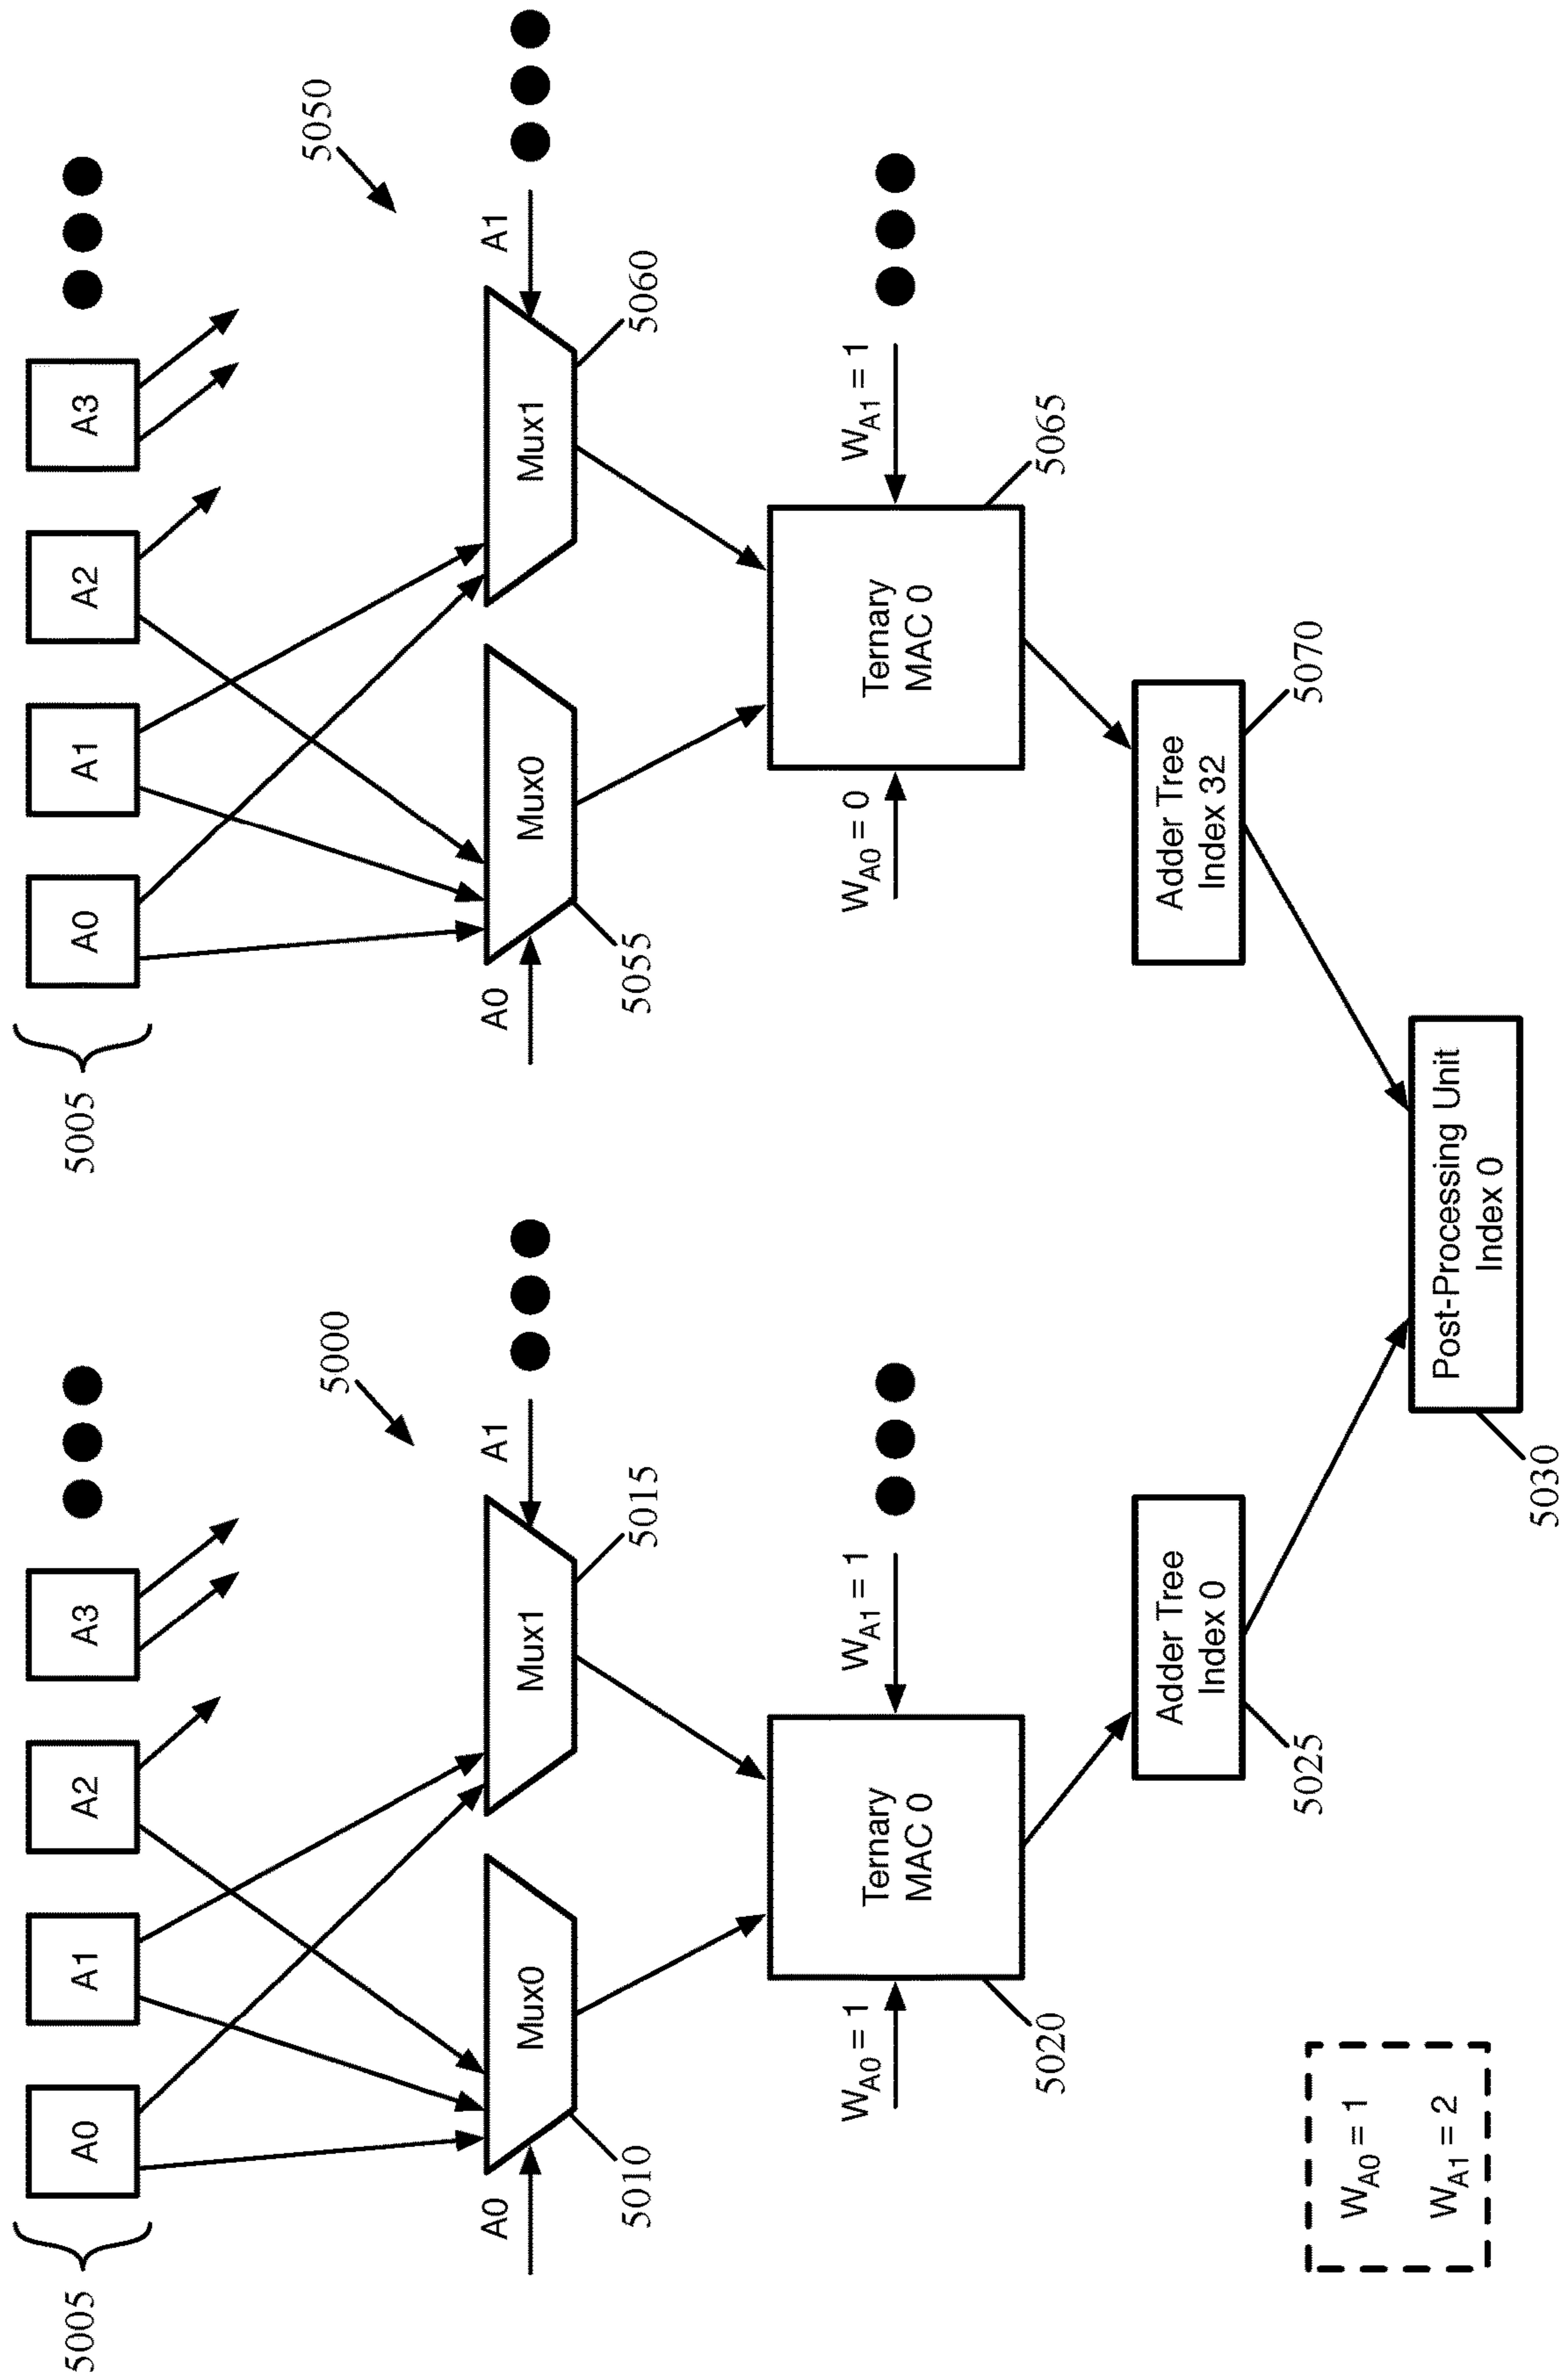 5005
A0
A1
A2
A3
5005
A0
A1
A2
A3
5000
5050
A0
Mux0
Mux1
A1
A0
Mux0
Mux1
A1
5010
5015
5055
5060
W_A0 = 1
Ternary
MAC 0
W_A1 = 1
W_A0 = 0
Ternary
MAC 0
W_A1 = 1
5020
5065
Adder Tree
Index 0
Adder Tree
Index 32
5025
5070
W_A0 = 1
W_A1 = 2
Post-Processing Unit
Index 0
5030